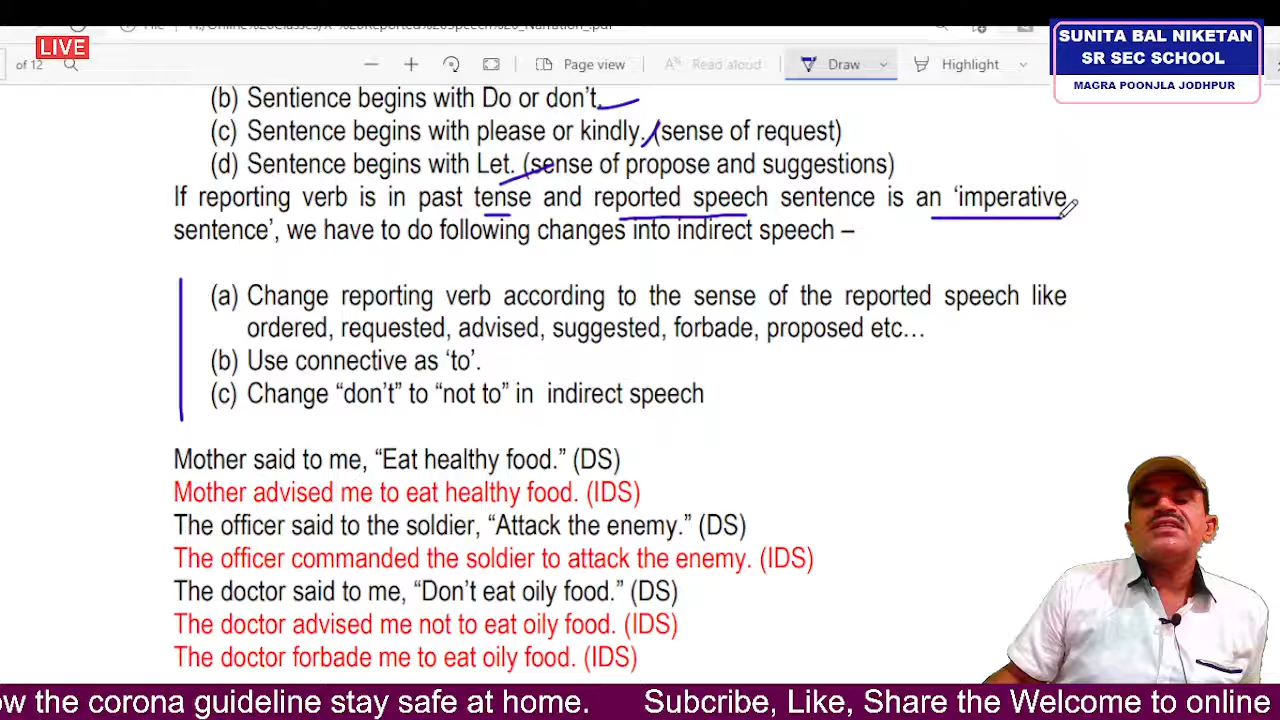 LIVE
SUNITA BAL NIKETAN
SR SEC SCHOOL
MAGRA POONJLA JODHPUR
of 12
Page view
Read aloud
Draw
Highlight
(b) Sentience begins with Do or don't.
(c) Sentence begins with please or kindly. (sense of request)
(d) Sentence begins with Let. (sense of propose and suggestions)
If reporting verb is in past tense and reported speech sentence is an ‘imperative
sentence’, we have to do following changes into indirect speech –
(a) Change reporting verb according to the sense of the reported speech like
ordered, requested, advised, suggested, forbade, proposed etc…
(b) Use connective as ‘to’.
(c) Change “don’t” to “not to” in indirect speech
Mother said to me, “Eat healthy food.” (DS)
Mother advised me to eat healthy food. (IDS)
The officer said to the soldier, “Attack the enemy.” (DS)
The officer commanded the soldier to attack the enemy. (IDS)
The doctor said to me, “Don’t eat oily food.” (DS)
The doctor advised me not to eat oily food. (IDS)
The doctor forbade me to eat oily food. (IDS)
ow the corona guideline stay safe at home. Subcribe, Like, Share the Welcome to online